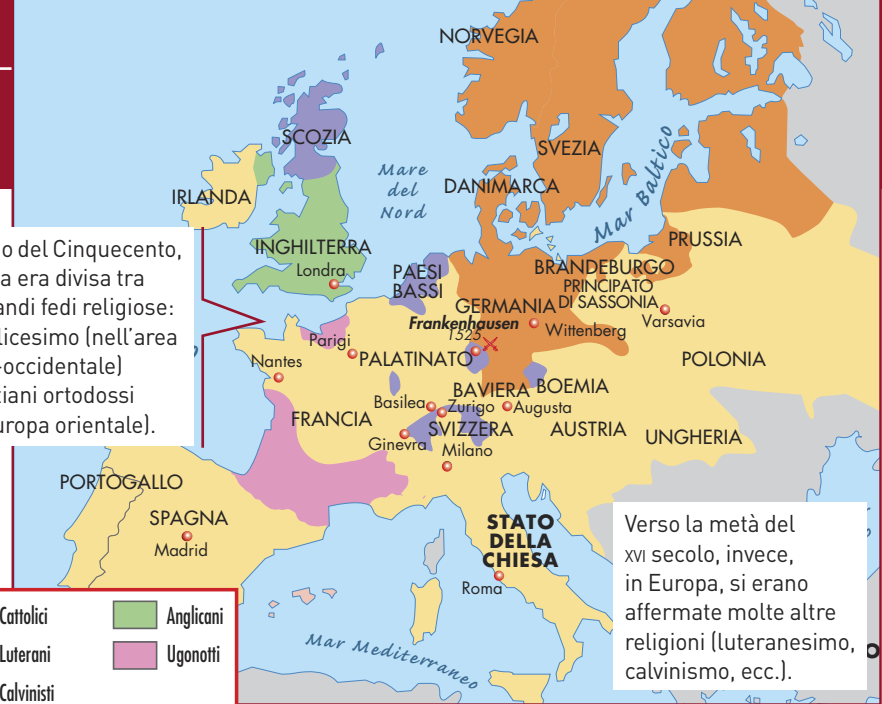 NORVEGIA
SCOZIA
SVEZIA
Mare
del
Nord
DANIMARCA
Mar Baltico
IRLANDA
INGHILTERRA
Londra
PAESI
BASSI
PRUSSIA
BRANDEBURGO
PRINCIPATO
DI SASSONIA
GERMANIA
Frankenhausen
1525
Wittenberg
Varsavia
Parigi
PALATINATO
POLONIA
Nantes
BAVIERA
BOEMIA
Basilea
Zurigo
Augusta
FRANCIA
SVIZZERA
AUSTRIA
UNGHERIA
Ginevra
Milano
PORTOGALLO
SPAGNA
Madrid
STATO
DELLA
CHIESA
Roma
Mar Mediterraneo
o del Cinquecento,
a era divisa tra
andi fedi religiose:
licesimo (nell'area
-occidentale)
ziani ortodossi
uropa orientale).
Verso la metà del
XVI secolo, invece,
in Europa, si erano
affermate molte altre
religioni (luteranesimo,
calvinismo, ecc.).
o
Cattolici
Anglicani
Luterani
Ugonotti
Calvinisti